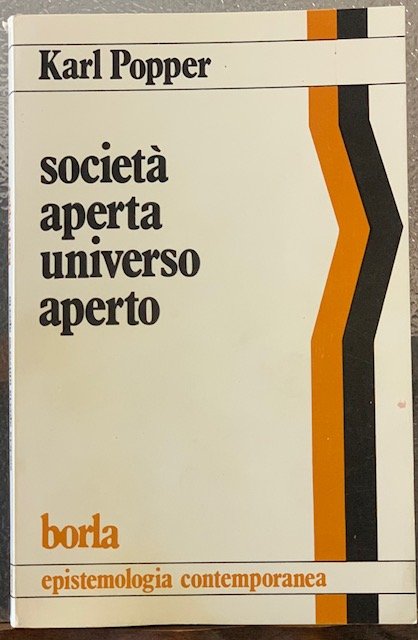 Karl Popper
società
aperta
universo
aperto
borla
epistemologia contemporanea